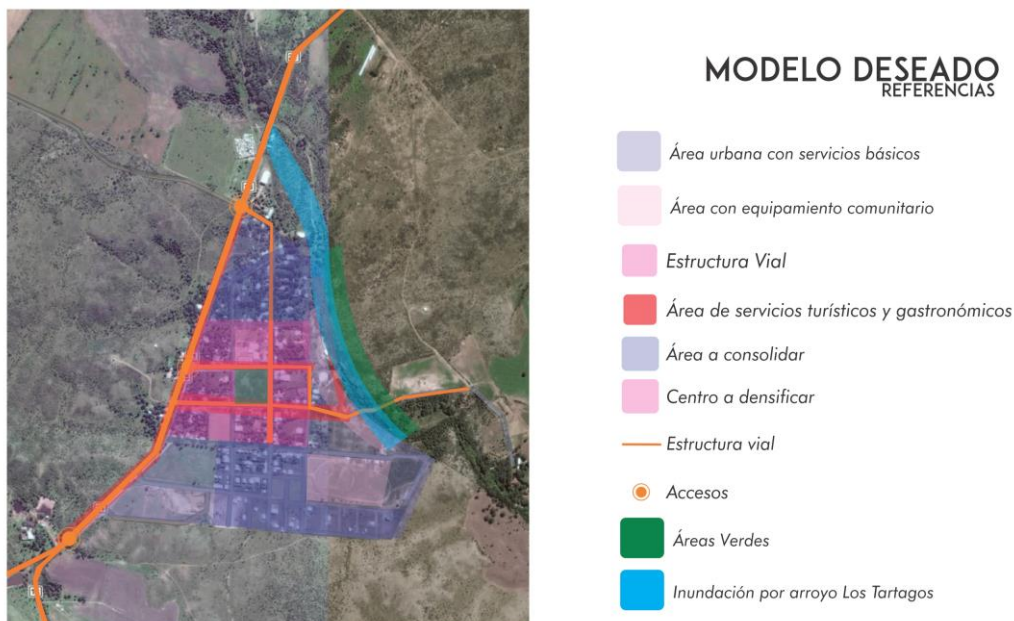 MODELO DESEADO
REFERENCIAS
Área urbana con servicios básicos
Área con equipamiento comunitario
Estructura Vial
Área de servicios turísticos y gastronómicos
Área a consolidar
Centro a densificar
Estructura vial
Accesos
Áreas Verdes
Inundación por arroyo Los Tartagos